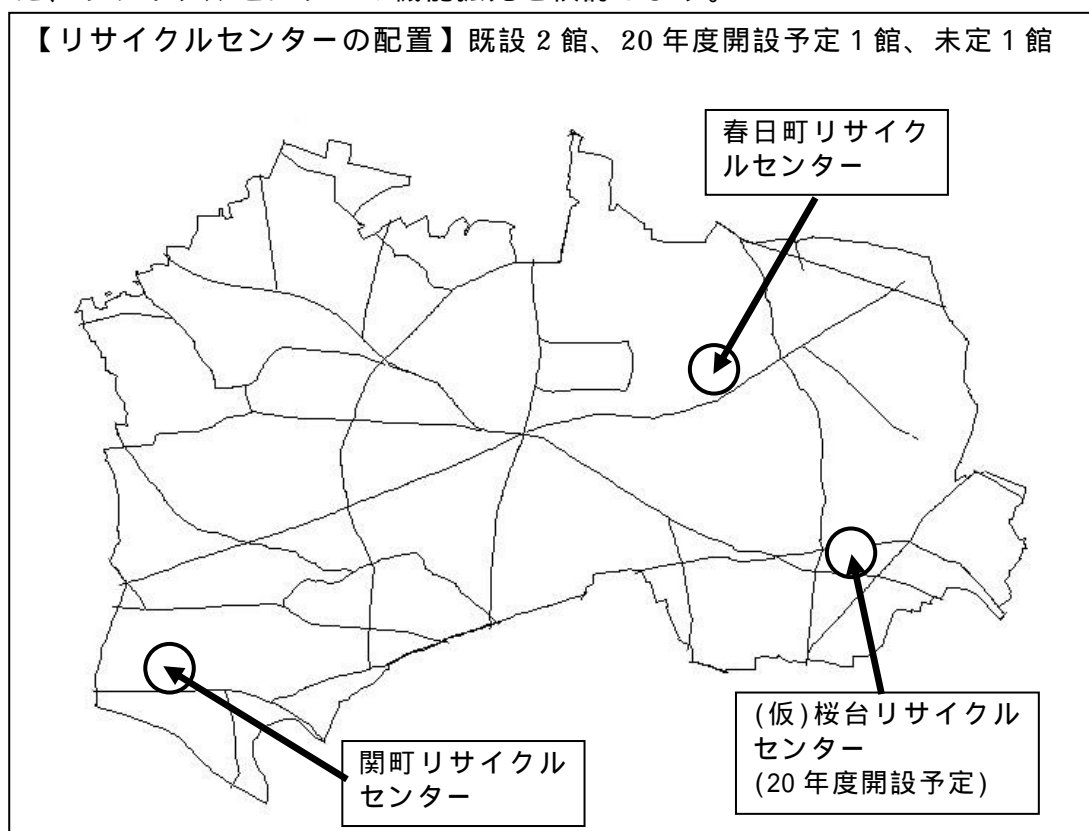 【リサイクルセンターの配置】既設2館、20年度開設予定1館、未定1館
春日町リサイク
ルセンター
(仮)桜台リサイクル
センター
(20年度開設予定)
関町リサイクル
センター